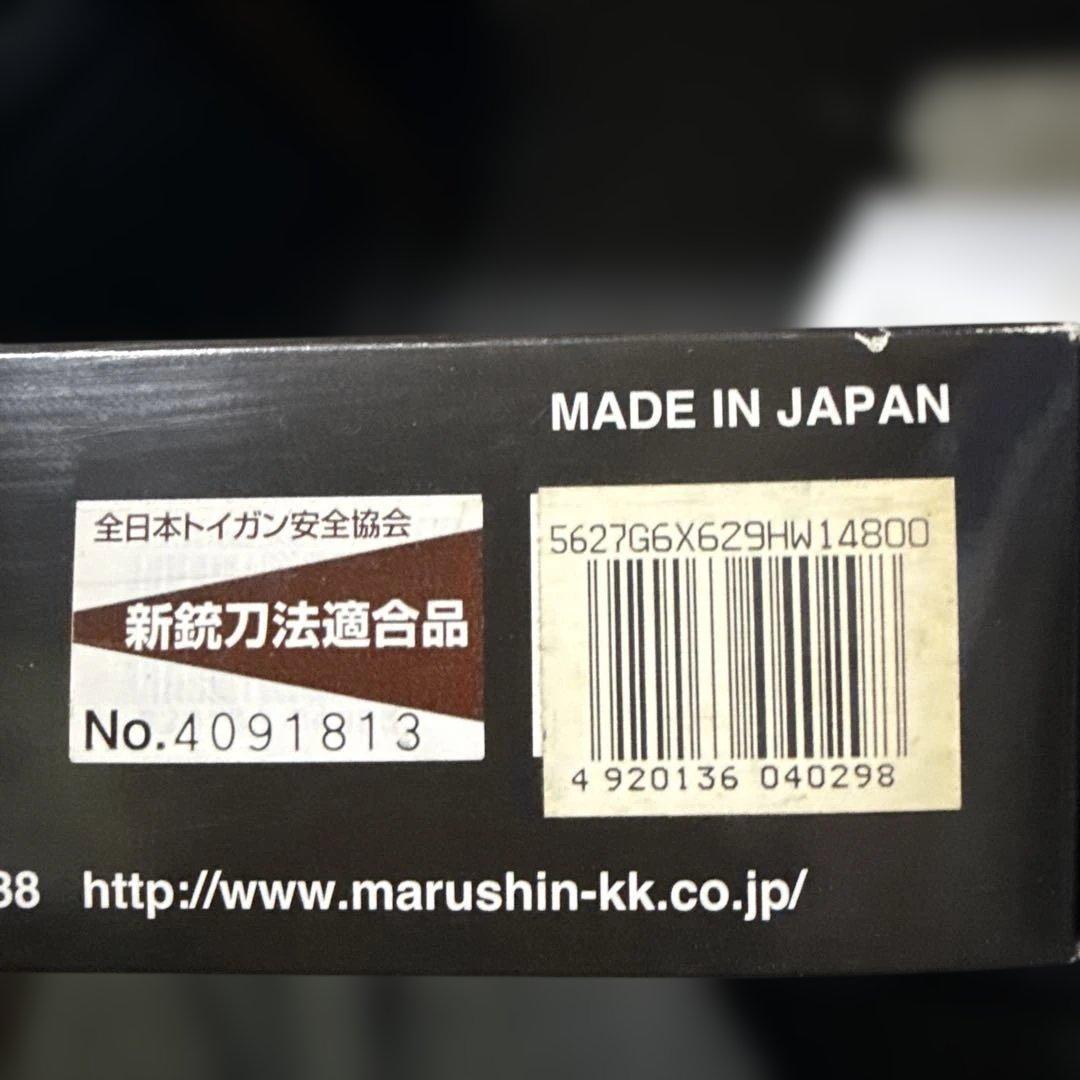 MADE IN JAPAN
全日本トイガン安全協会
新銃刀法適合品
No.4091813
5627G6X629HW14800
4 920136 040298
38 http://www.marushin-kk.co.jp/